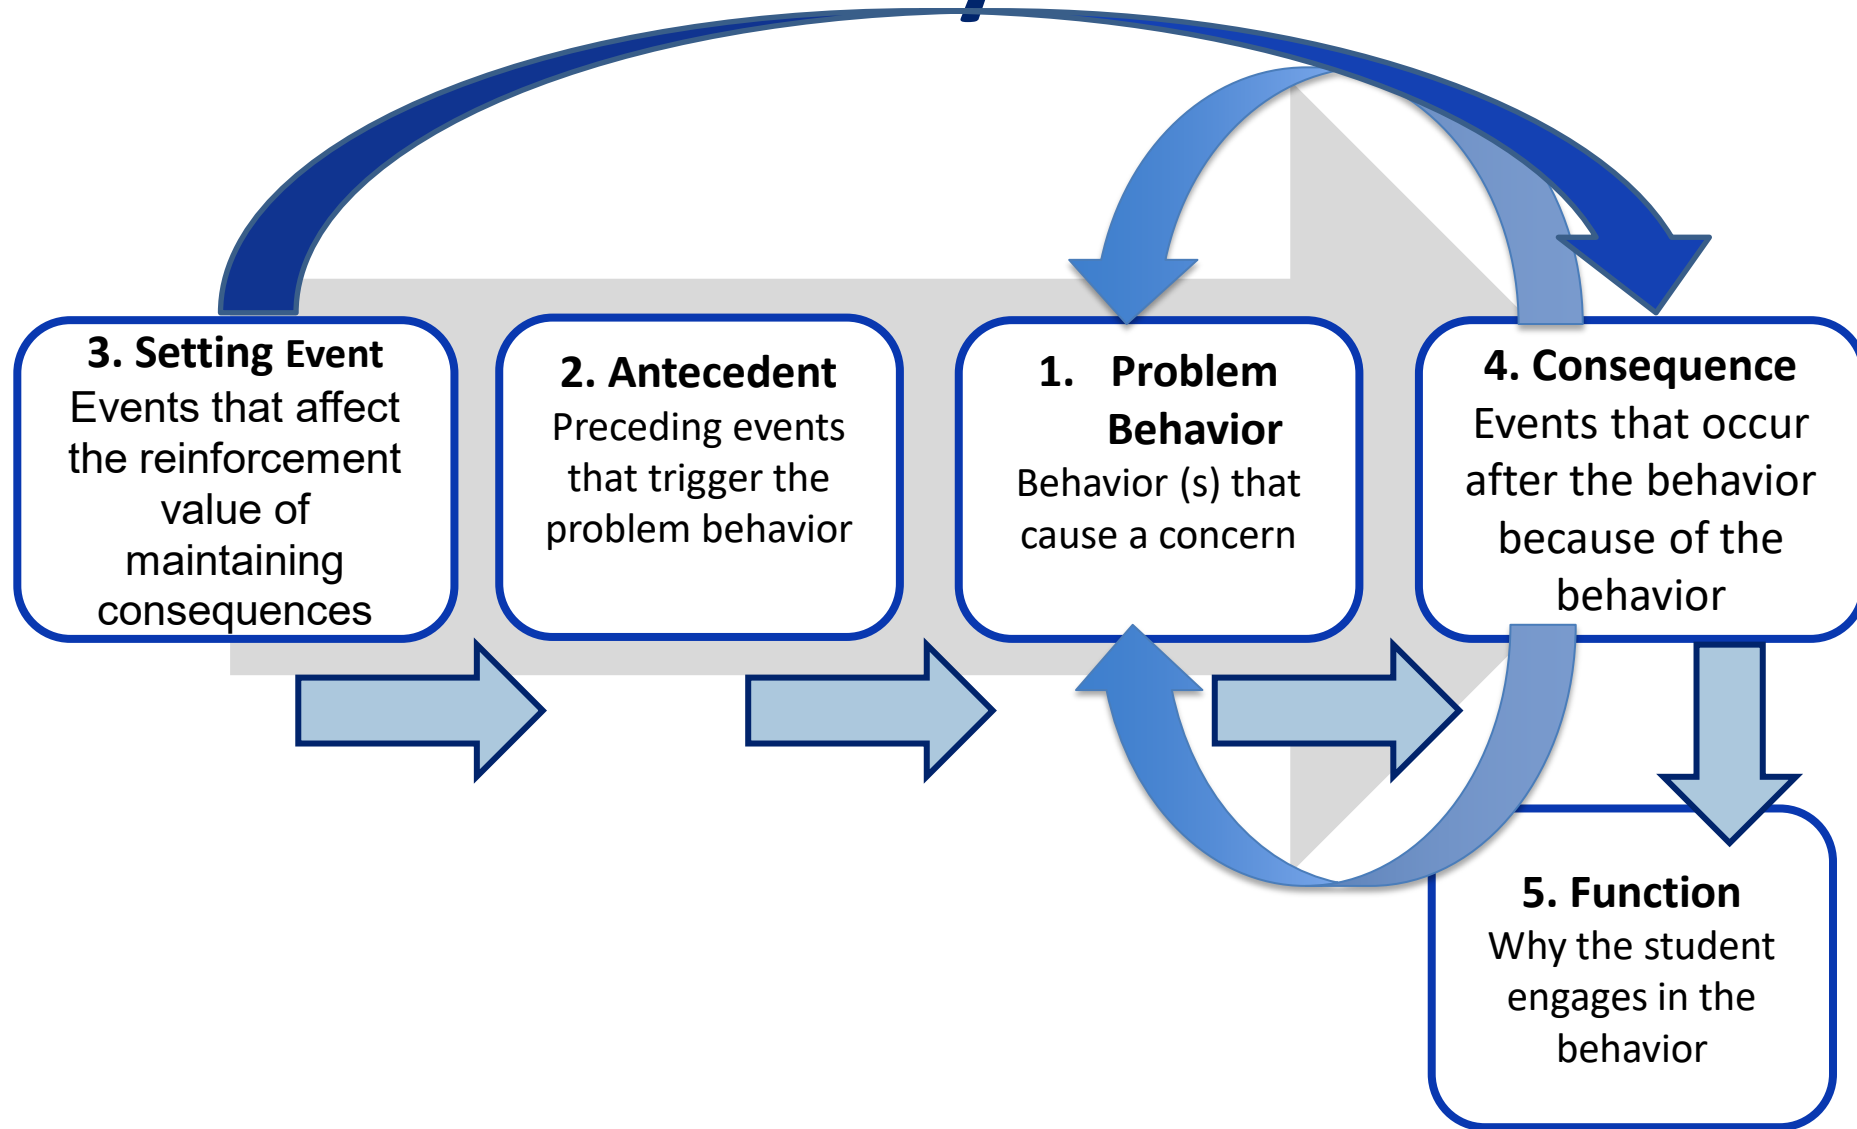 3. Setting Event
Events that affect
the reinforcement
value of
maintaining
consequences
2. Antecedent
Preceding events
that trigger the
problem behavior
1. Problem
Behavior
Behavior (s) that
cause a concern
4. Consequence
Events that occur
after the behavior
because of the
behavior
5. Function
Why the student
engages in the
behavior